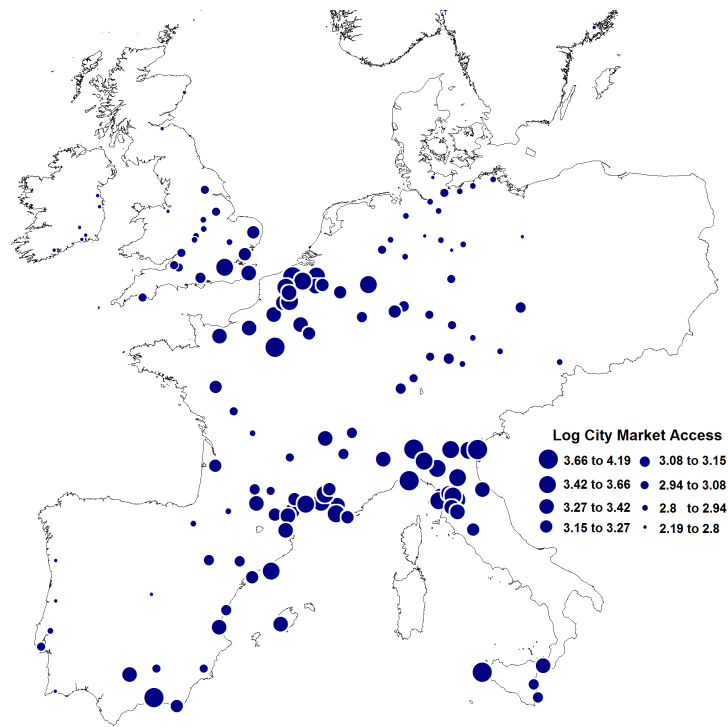 Log City Market Access
3.66 to 4.19 3.08 to 3.15
3.42 to 3.66 2.94 to 3.08
3.27 to 3.42 2.8 to 2.94
3.15 to 3.27 2.19 to 2.8